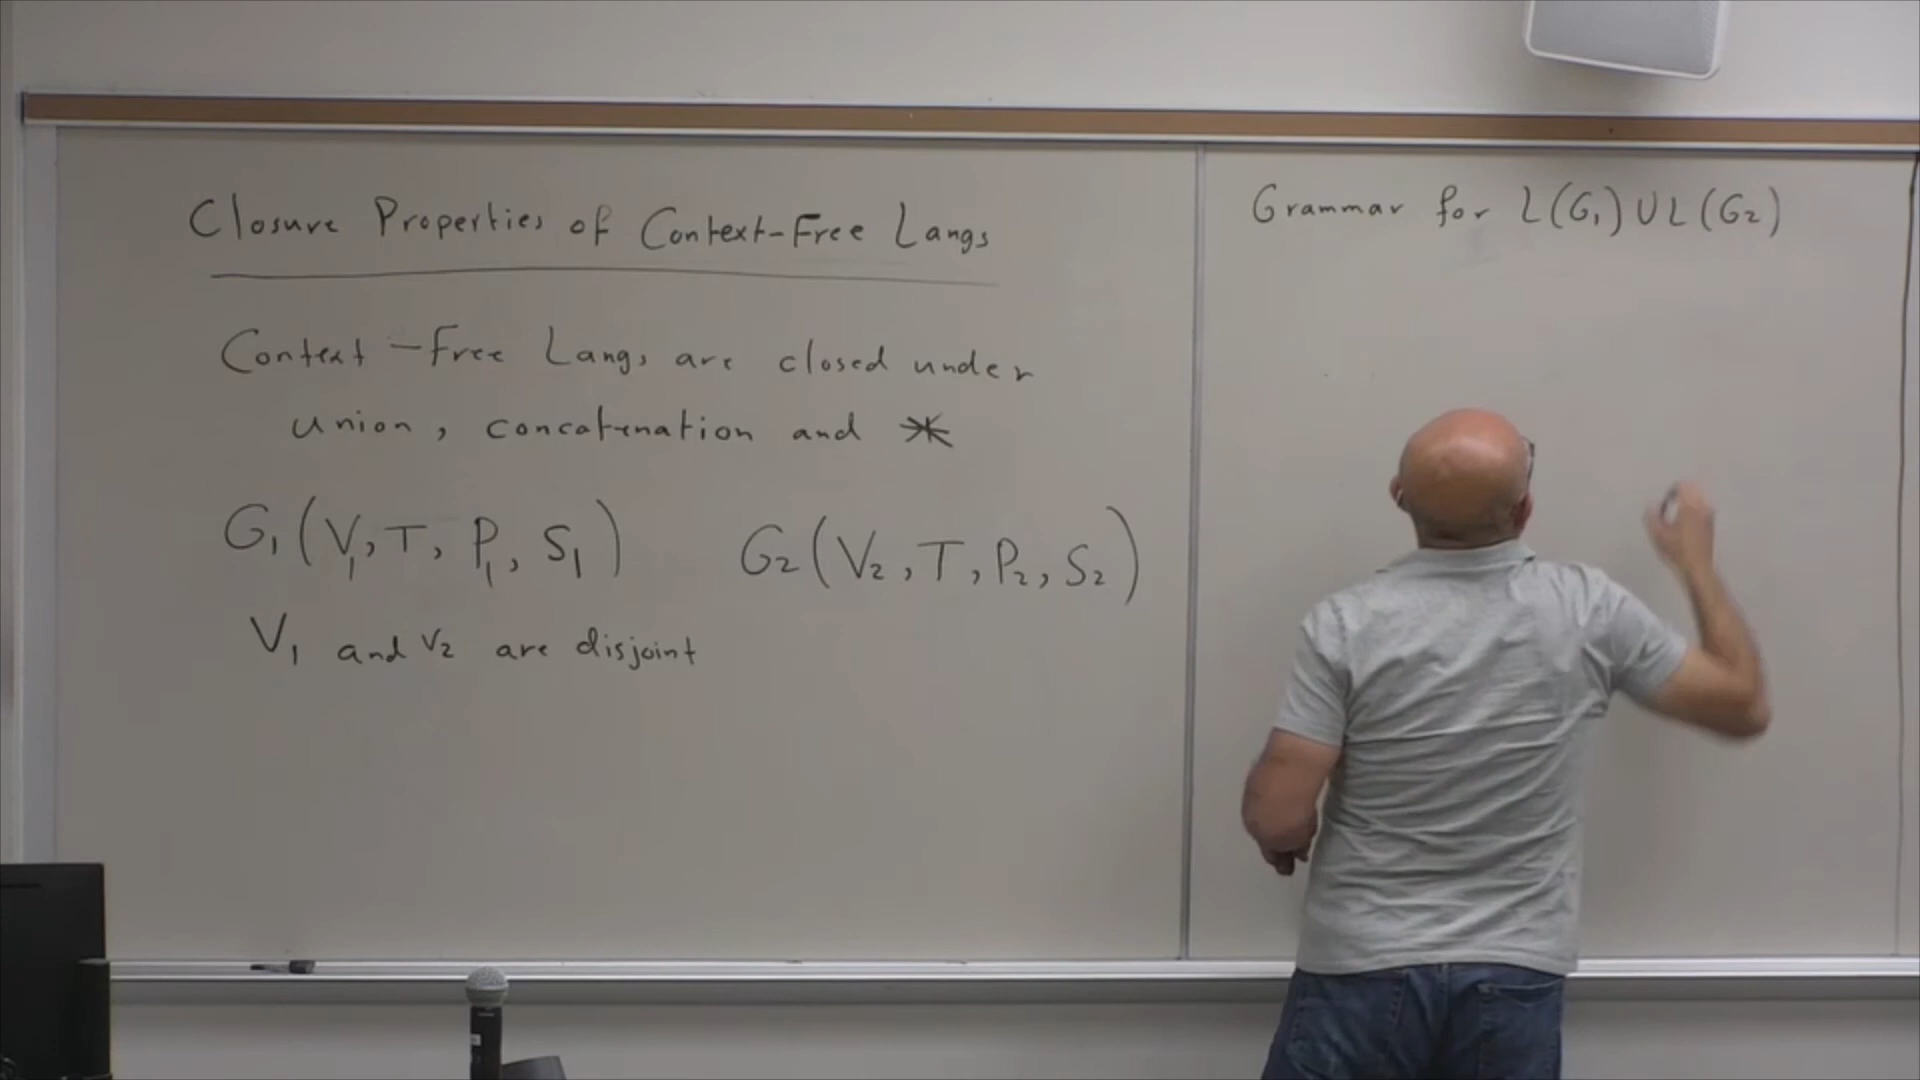 Closure Properties of Context-Free Langs
Context-Free Langs are closed under
union, concatenation and *
G₁(V₁, T, P₁, S₁) G₂(V₂, T, P₂, S₂)
V₁ and V₂ are disjoint
Grammar for L(G₁) ∪ L(G₂)